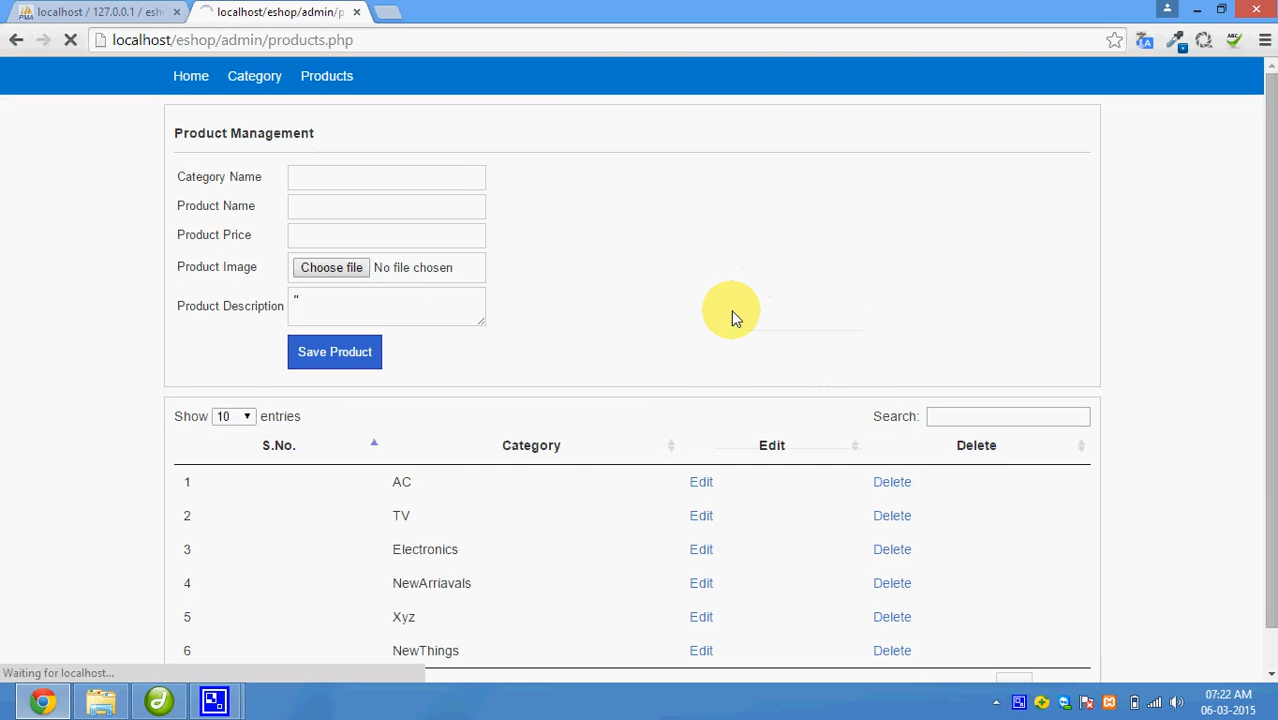 localhost / 127.0.0.1 / esh
localhost/eshop/admin/p
localhost/eshop/admin/products.php
Home Category Products
Product Management
Category Name
Product Name
Product Price
Product Image Choose file No file chosen
Product Description "
Save Product
Show 10 entries Search:
S.No. Category Edit Delete
1 AC Edit Delete
2 TV Edit Delete
3 Electronics Edit Delete
4 NewArriavals Edit Delete
5 Xyz Edit Delete
6 NewThings Edit Delete
Waiting for localhost...
07:22 AM
06-03-2015